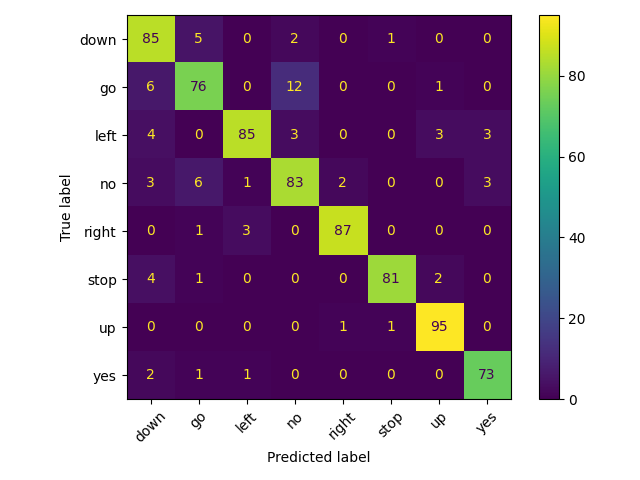 True label
down 85 5 0 2 0 1 0 0
go 6 76 0 12 0 0 1 0
left 4 0 85 3 0 0 3 3
no 3 6 1 83 2 0 0 3
right 0 1 3 0 87 0 0 0
stop 4 1 0 0 0 81 2 0
up 0 0 0 0 1 1 95 0
yes 2 1 1 0 0 0 0 73
down go left no right stop up yes
Predicted label
80
60
40
20
0